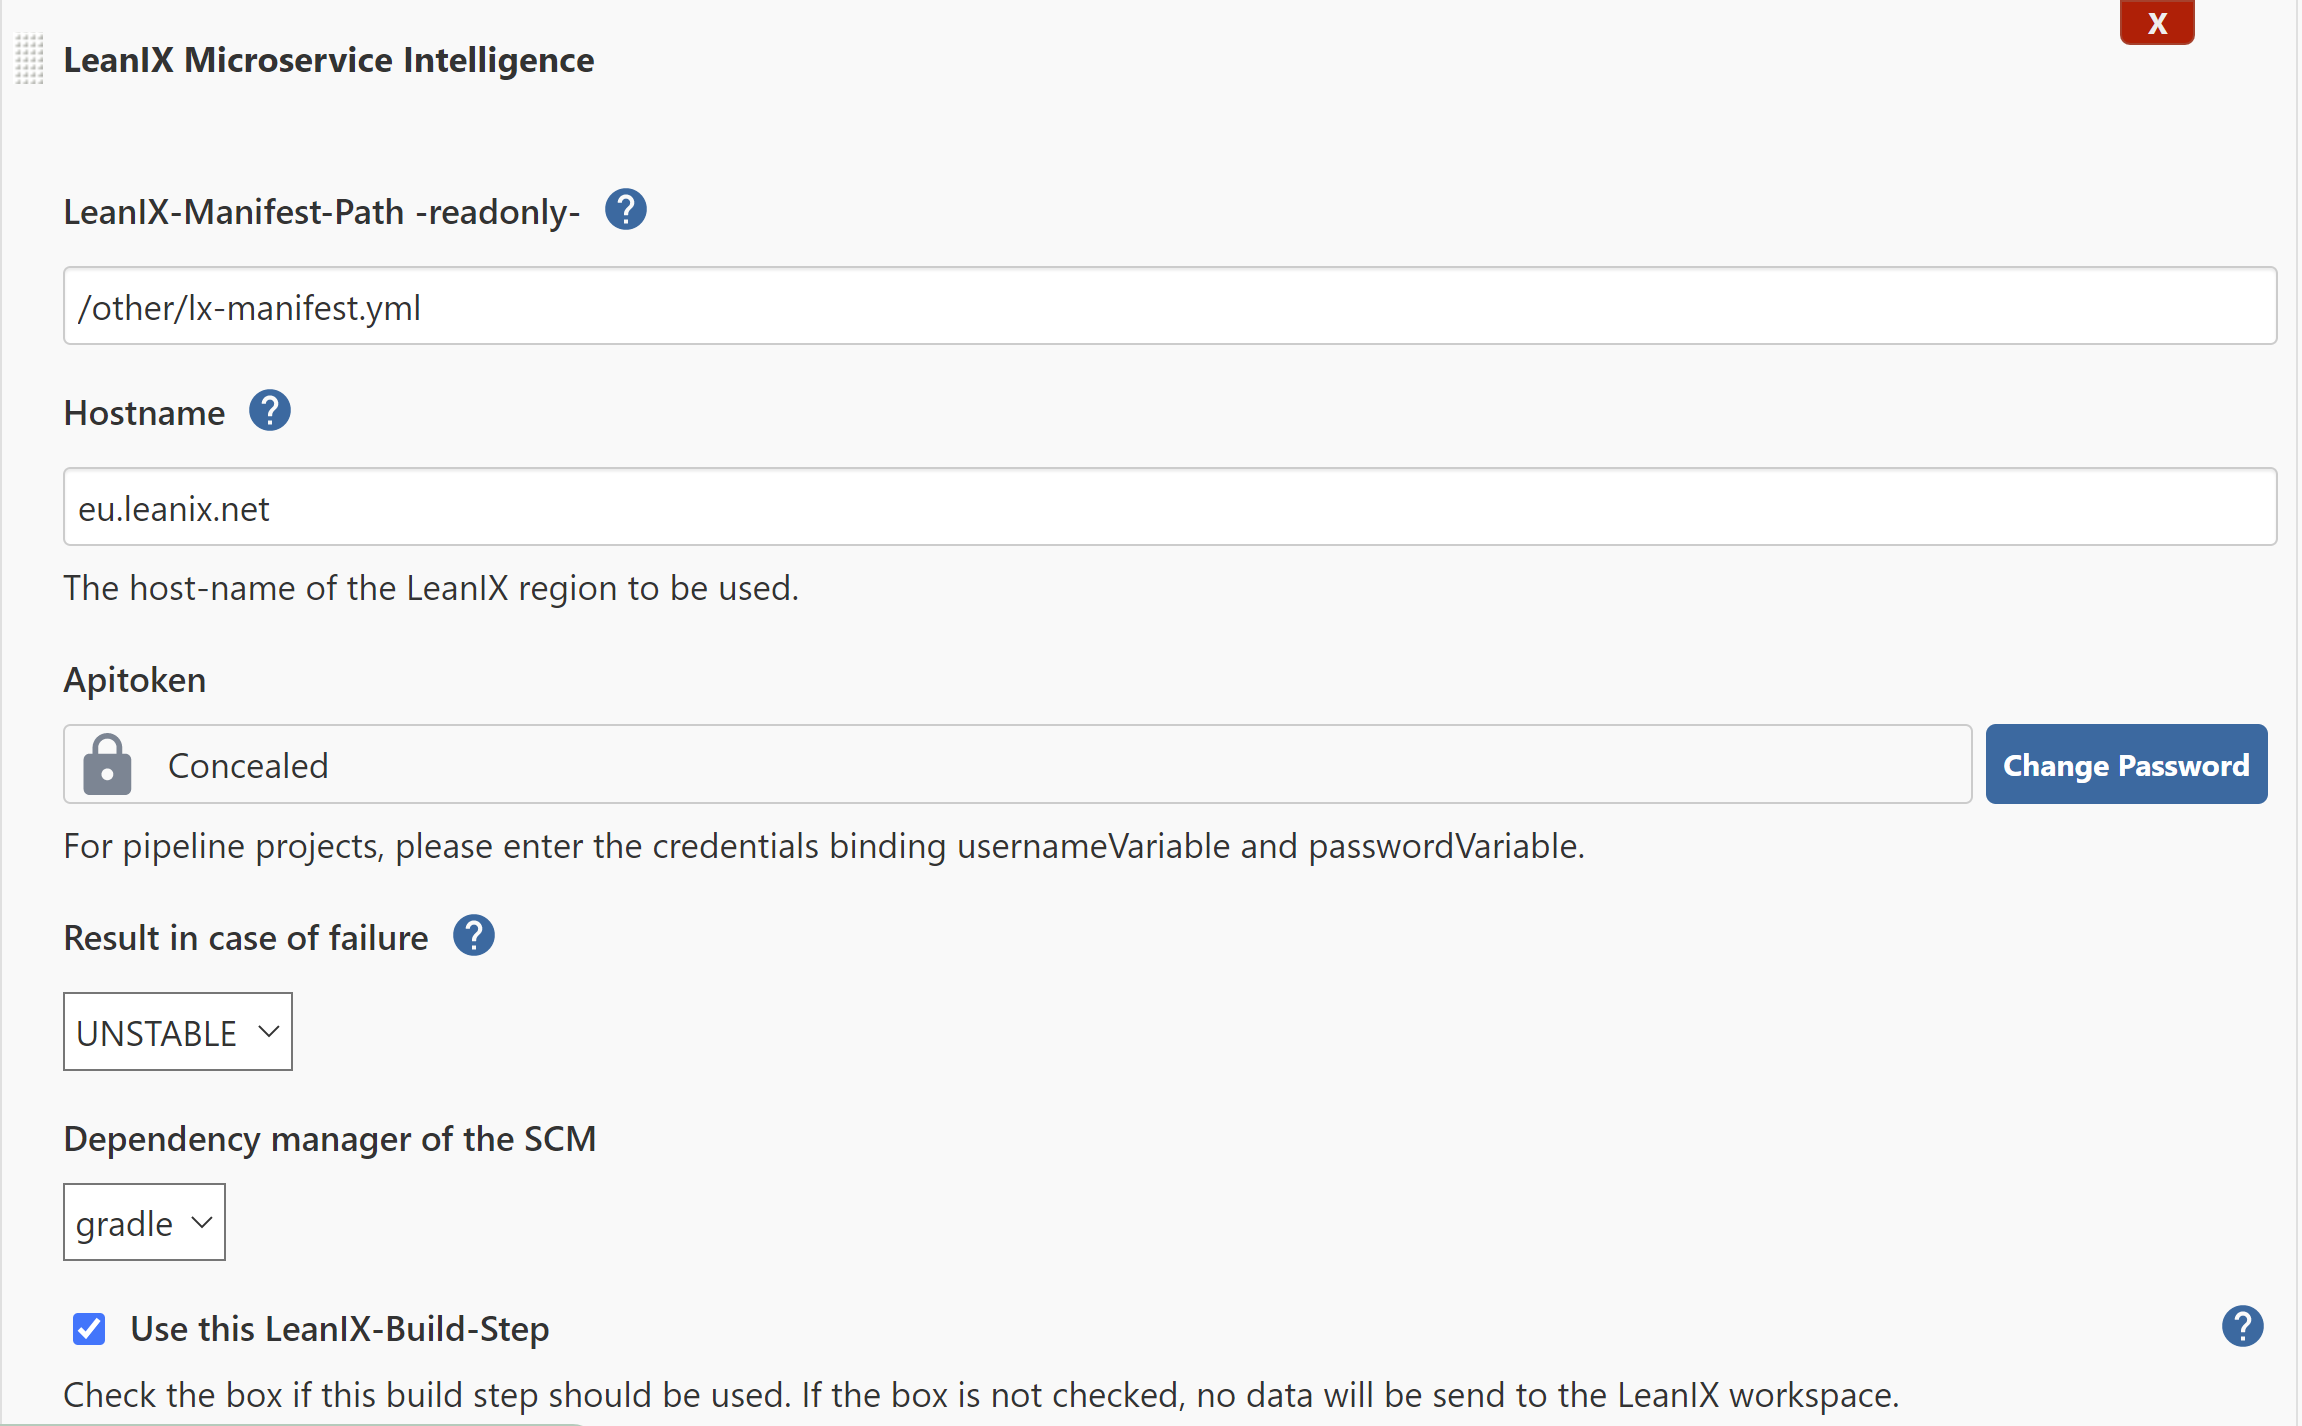 X
LeanIX Microservice Intelligence
LeanIX-Manifest-Path -readonly- ?
/other/lx-manifest.yml
Hostname ?
eu.leanix.net
The host-name of the LeanIX region to be used.
Apitoken
Concealed Change Password
For pipeline projects, please enter the credentials binding usernameVariable and passwordVariable.
Result in case of failure ?
UNSTABLE
Dependency manager of the SCM
gradle
Use this LeanIX-Build-Step ?
Check the box if this build step should be used. If the box is not checked, no data will be send to the LeanIX workspace.